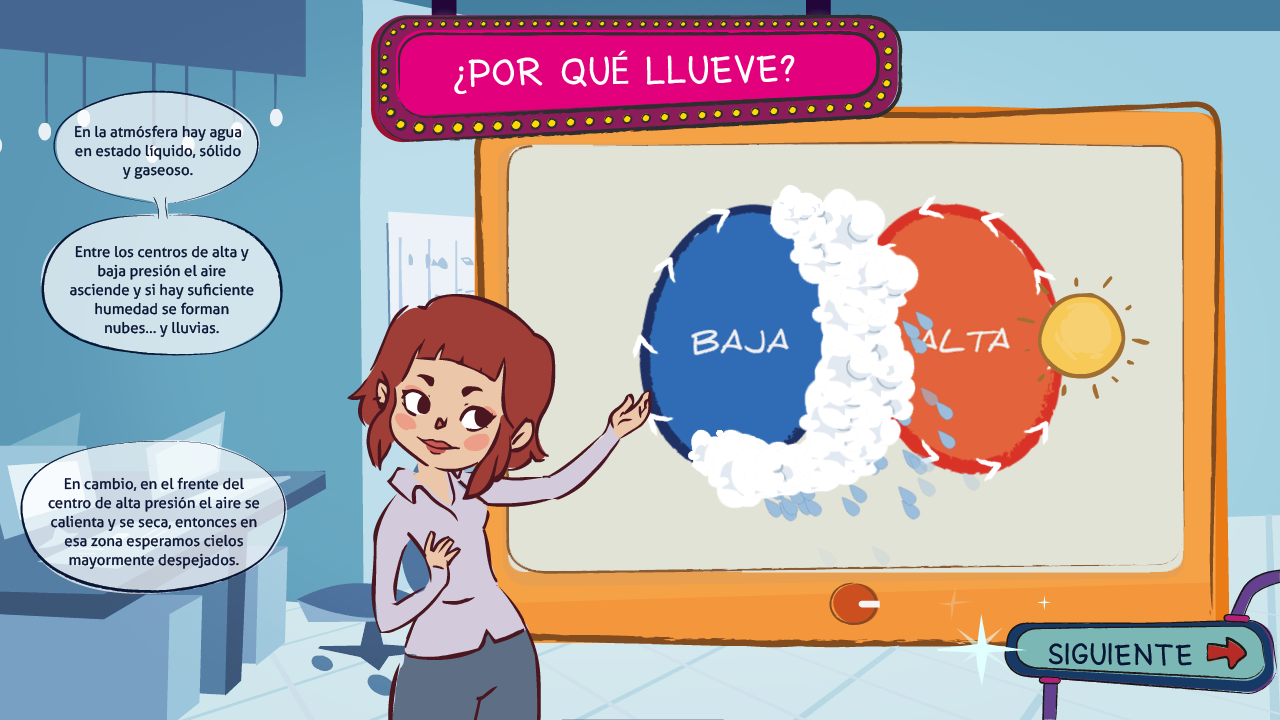 ¿POR QUÉ LLUEVE?
En la atmósfera hay agua
en estado líquido, sólido
y gaseoso.
Entre los centros de alta y
baja presión el aire
asciende y si hay suficiente
humedad se forman
nubes... y lluvias.
En cambio, en el frente del
centro de alta presión el aire se
calienta y se seca, entonces en
esa zona esperamos cielos
mayormente despejados.
BAJA
ALTA
SIGUIENTE